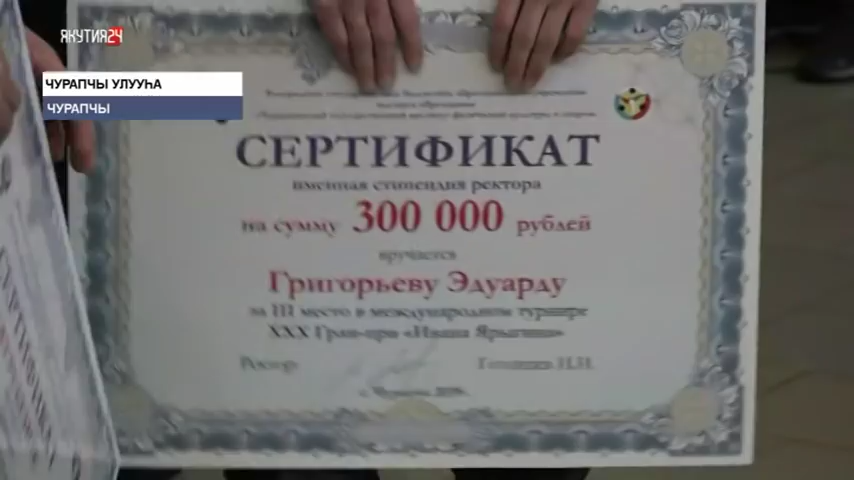 ЯКУТИЯ24
ЧУРАПЧЫ УЛУУҺА
ЧУРАПЧЫ
СЕРТИФИКАТ
именная стипендия ректора
на сумму 300 000 рублей
вручается
Григорьеву Эдуарду
за III место в международном турнире
XXX Гран-при «Ивана Ярыгина»
Ректор
СЕРТИФИКАТ